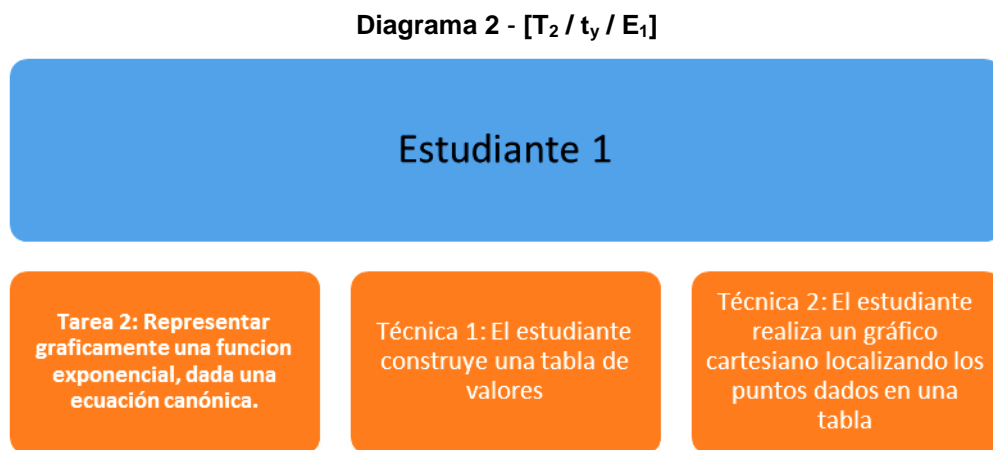 Diagrama 2 - [T₂ / tᵧ / E₁]
Estudiante 1
Tarea 2: Representar
graficamente una funcion
exponencial, dada una
ecuación canónica.
Técnica 1: El estudiante
construye una tabla de
valores
Técnica 2: El estudiante
realiza un gráfico
cartesiano localizando los
puntos dados en una
tabla